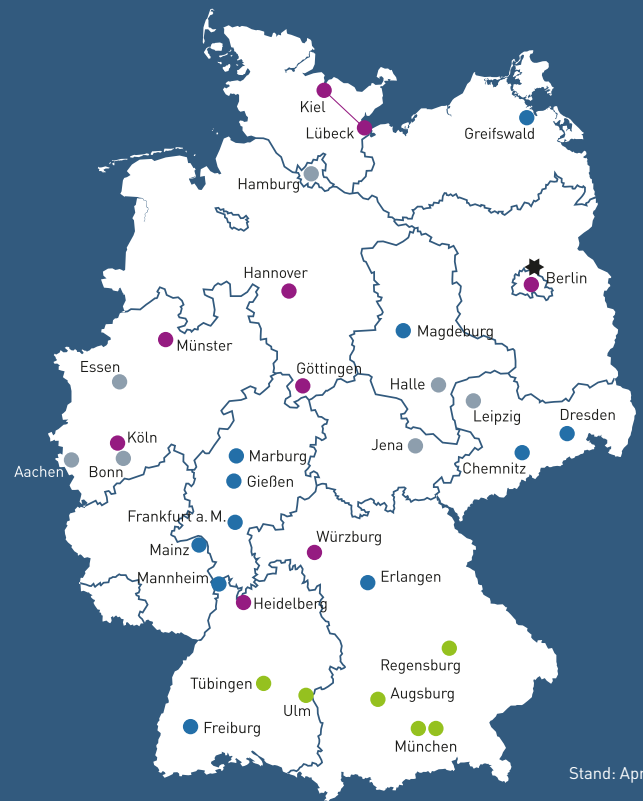 Kiel
Lübeck
Greifswald
Hamburg
Hannover
Berlin
Magdeburg
Münster
Essen
Göttingen
Halle
Leipzig
Dresden
Köln
Jena
Aachen
Bonn
Marburg
Chemnitz
Gießen
Frankfurt a. M.
Würzburg
Mainz
Mannheim
Erlangen
Heidelberg
Regensburg
Tübingen
Augsburg
Ulm
Freiburg
München
Stand: